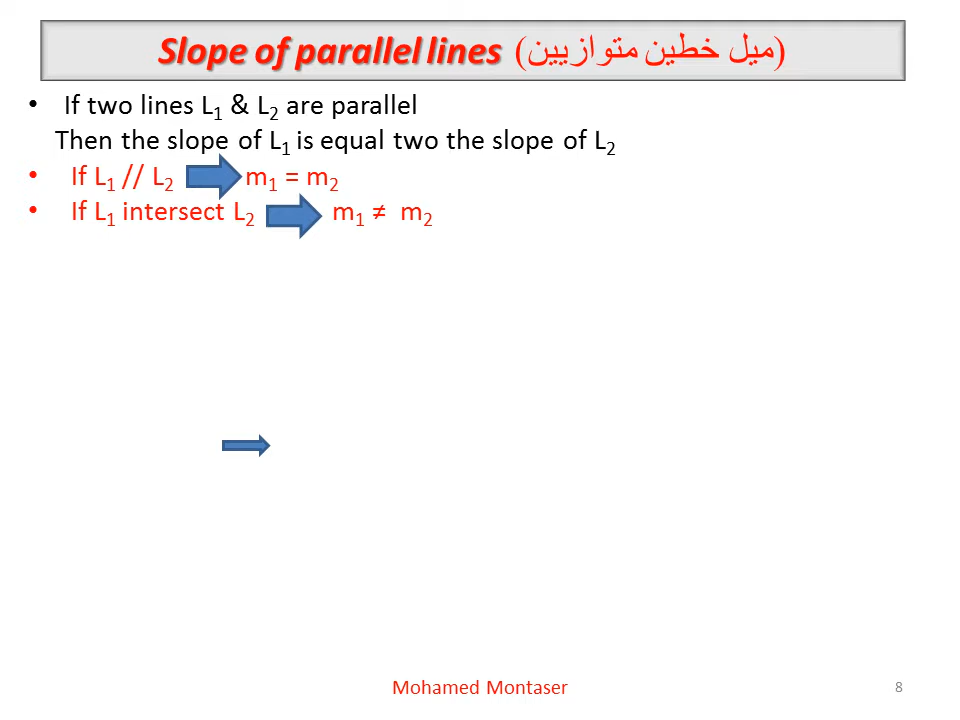 Slope of parallel lines (ميل خطين متوازيين)
• If two lines L₁ & L₂ are parallel
Then the slope of L₁ is equal two the slope of L₂
• If L₁ // L₂ m₁ = m₂
• If L₁ intersect L₂ m₁ ≠ m₂
Mohamed Montaser
8